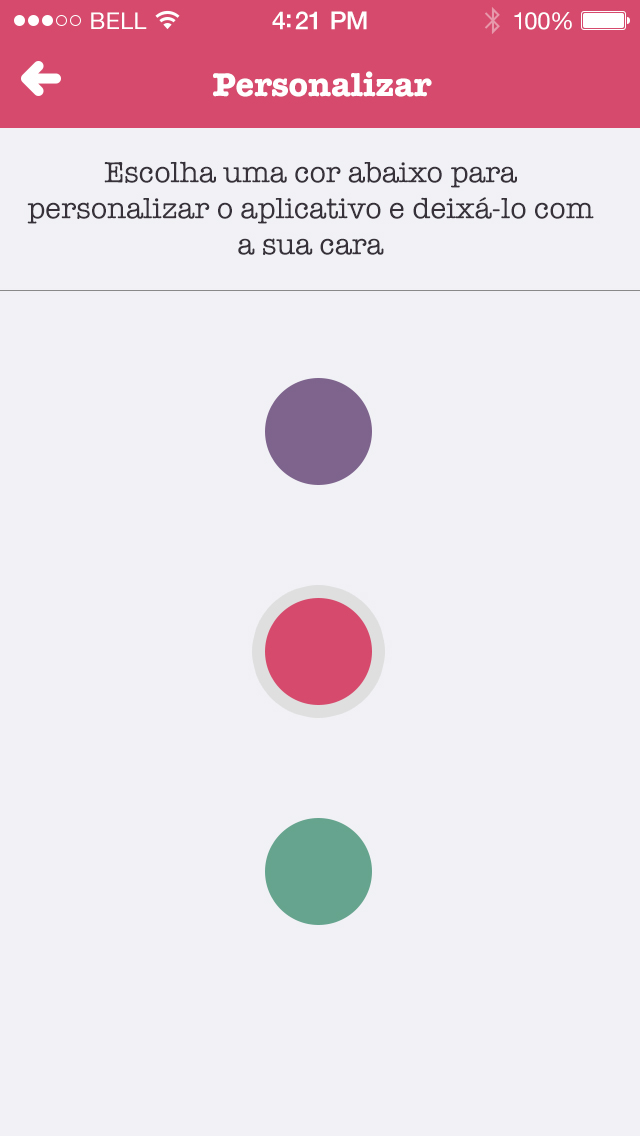 BELL 4:21 PM 100%
Personalizar
Escolha uma cor abaixo para
personalizar o aplicativo e deixá-lo com
a sua cara